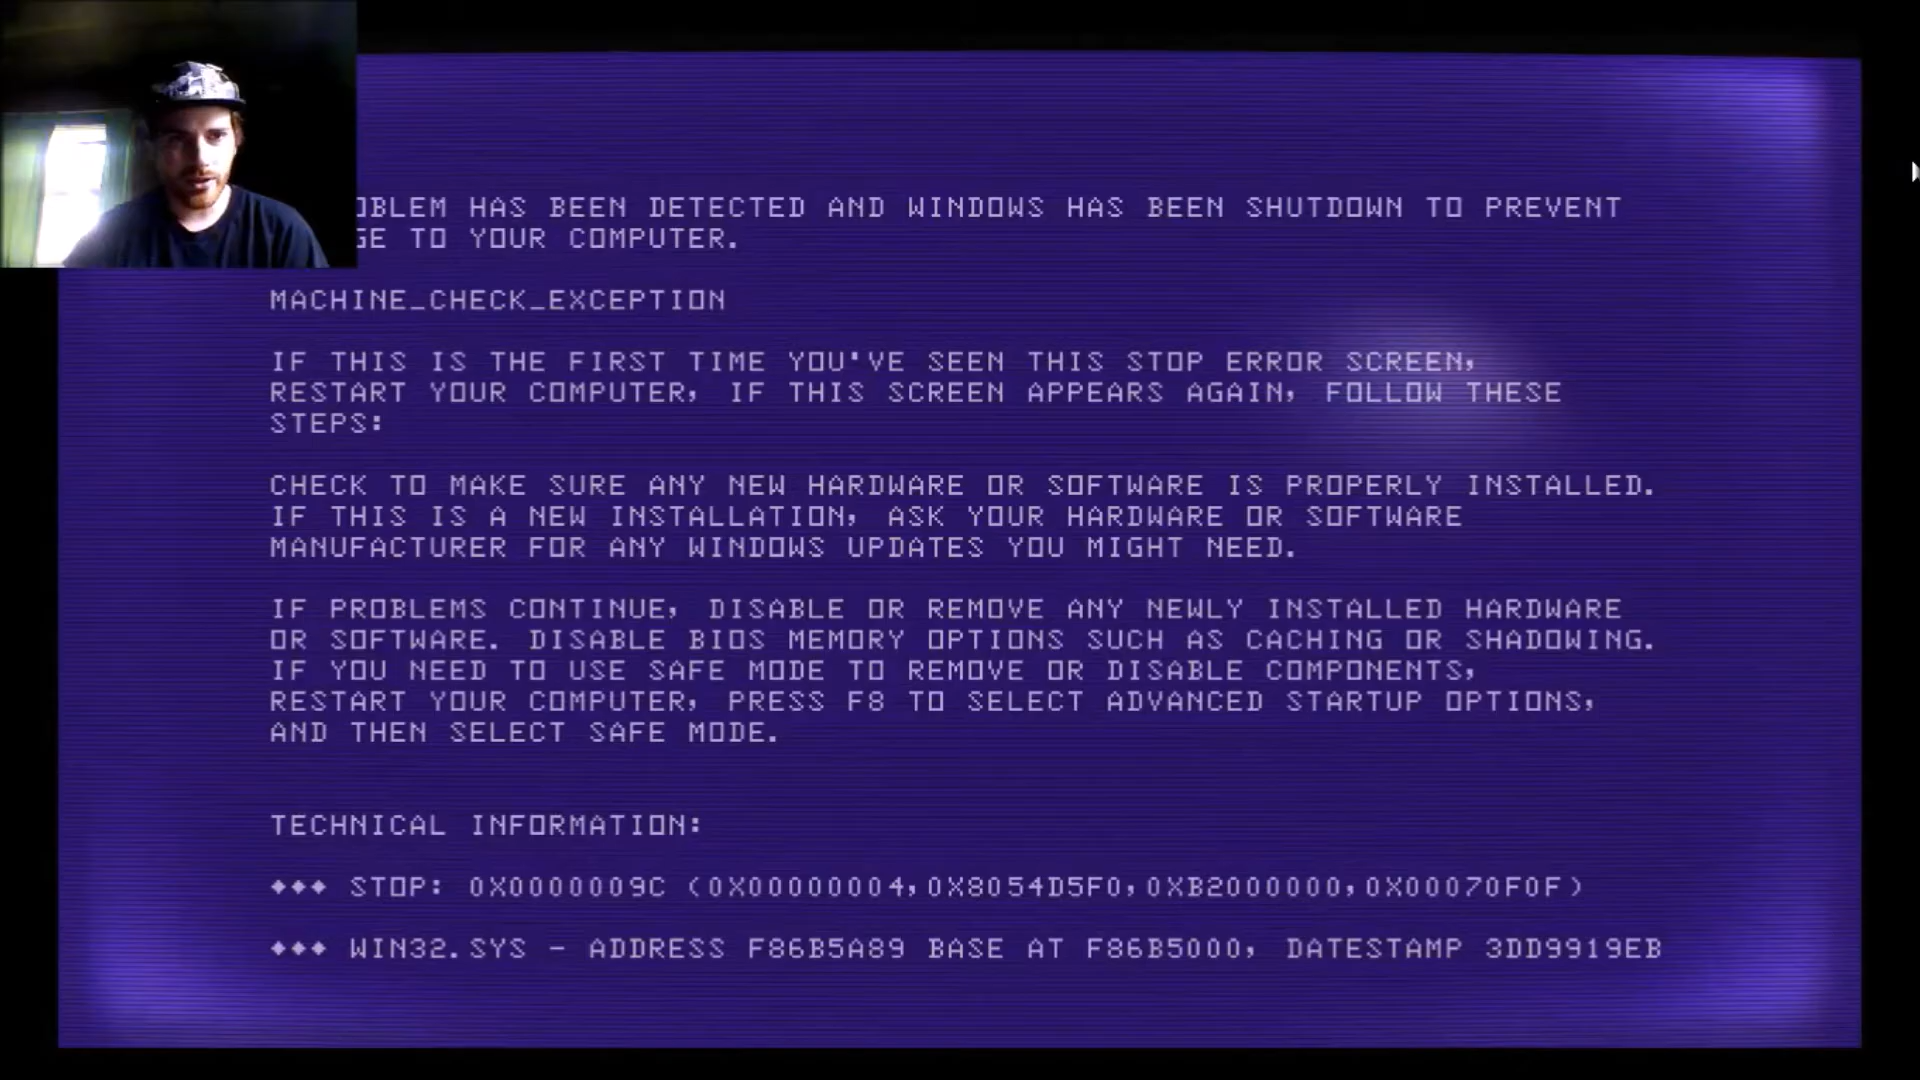 OBLEM HAS BEEN DETECTED AND WINDOWS HAS BEEN SHUTDOWN TO PREVENT
GE TO YOUR COMPUTER.
MACHINE_CHECK_EXCEPTION
IF THIS IS THE FIRST TIME YOU'VE SEEN THIS STOP ERROR SCREEN,
RESTART YOUR COMPUTER, IF THIS SCREEN APPEARS AGAIN, FOLLOW THESE
STEPS:
CHECK TO MAKE SURE ANY NEW HARDWARE OR SOFTWARE IS PROPERLY INSTALLED.
IF THIS IS A NEW INSTALLATION, ASK YOUR HARDWARE OR SOFTWARE
MANUFACTURER FOR ANY WINDOWS UPDATES YOU MIGHT NEED.
IF PROBLEMS CONTINUE, DISABLE OR REMOVE ANY NEWLY INSTALLED HARDWARE
OR SOFTWARE. DISABLE BIOS MEMORY OPTIONS SUCH AS CACHING OR SHADOWING.
IF YOU NEED TO USE SAFE MODE TO REMOVE OR DISABLE COMPONENTS,
RESTART YOUR COMPUTER, PRESS F8 TO SELECT ADVANCED STARTUP OPTIONS,
AND THEN SELECT SAFE MODE.
TECHNICAL INFORMATION:
◆◆◆ STOP: 0X0000009C (0X00000004,0X8054D5F0,0XB2000000,0X00070F0F)
◆◆◆ WIN32.SYS - ADDRESS F86B5A89 BASE AT F86B5000, DATESTAMP 3DD9919EB